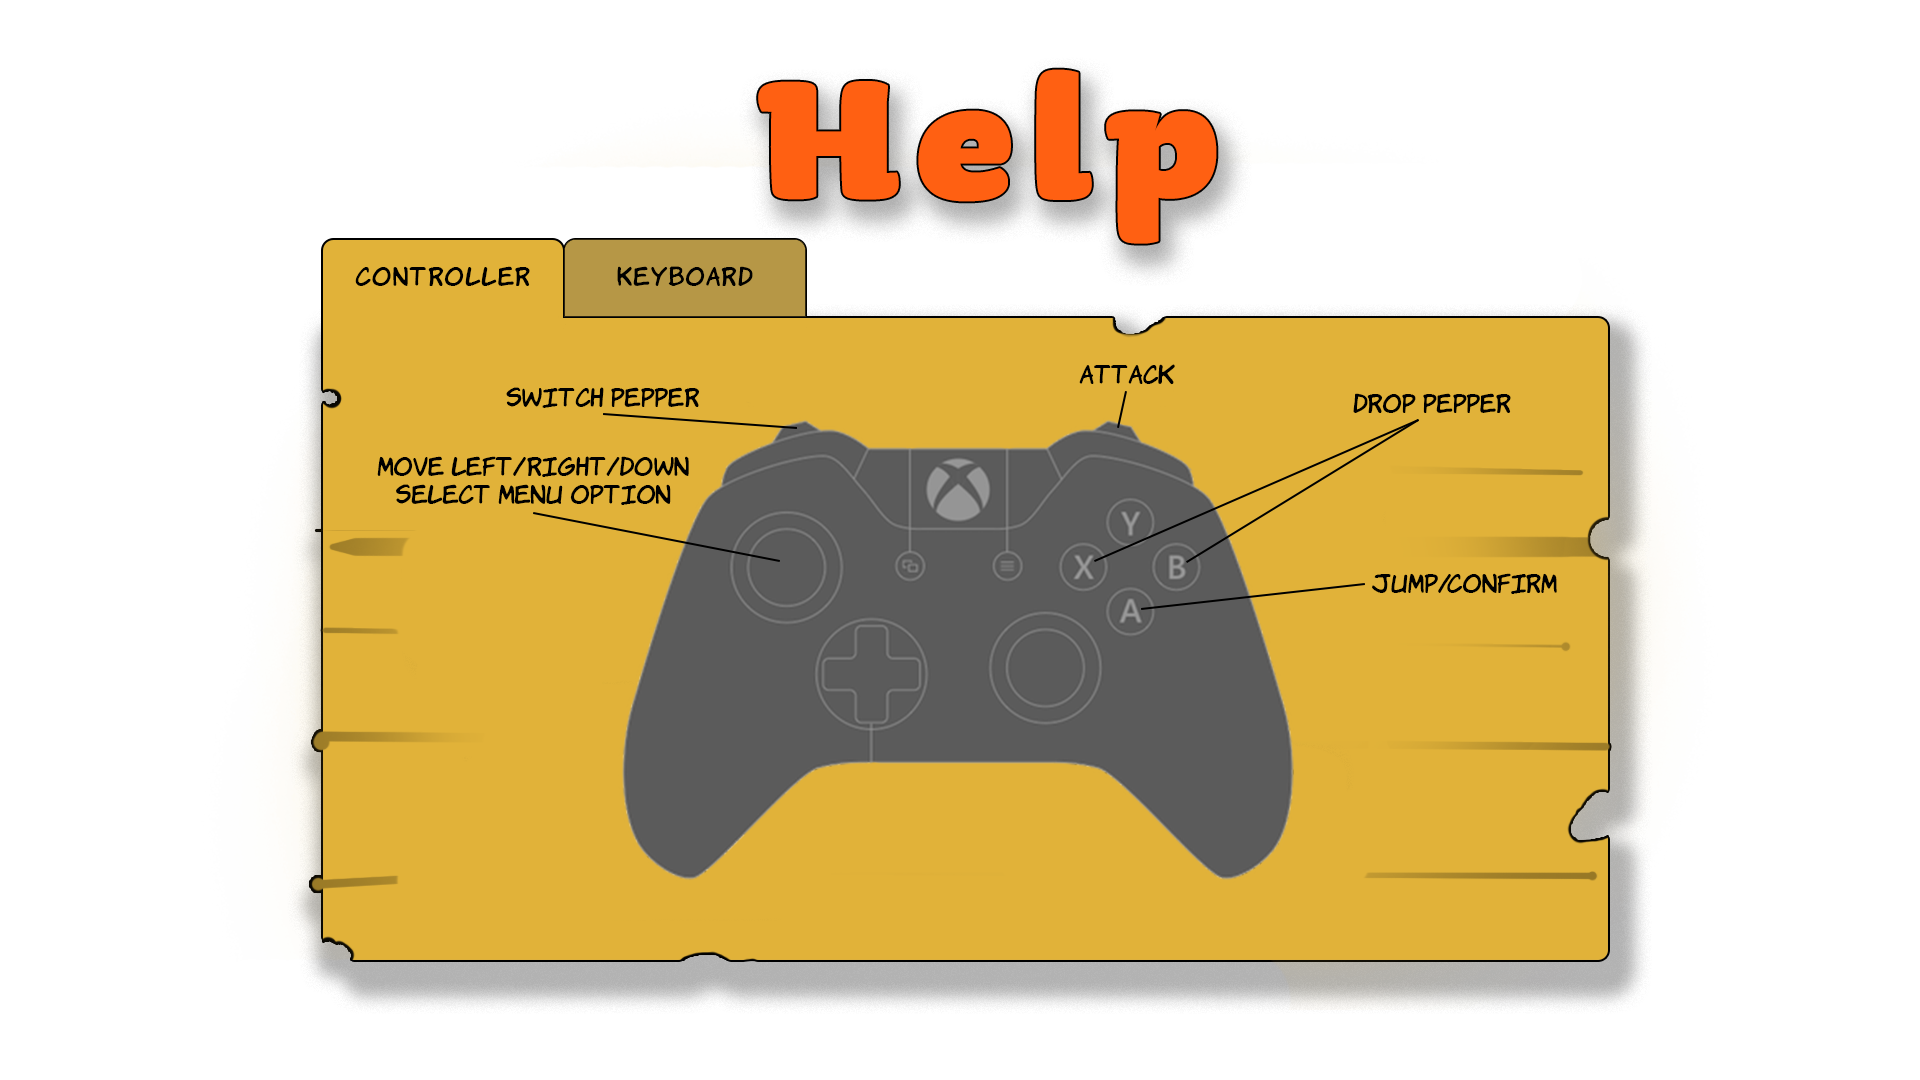 Help
CONTROLLER
KEYBOARD
ATTACK
SWITCH PEPPER
DROP PEPPER
MOVE LEFT/RIGHT/DOWN
SELECT MENU OPTION
Y
X
B
JUMP/CONFIRM
A